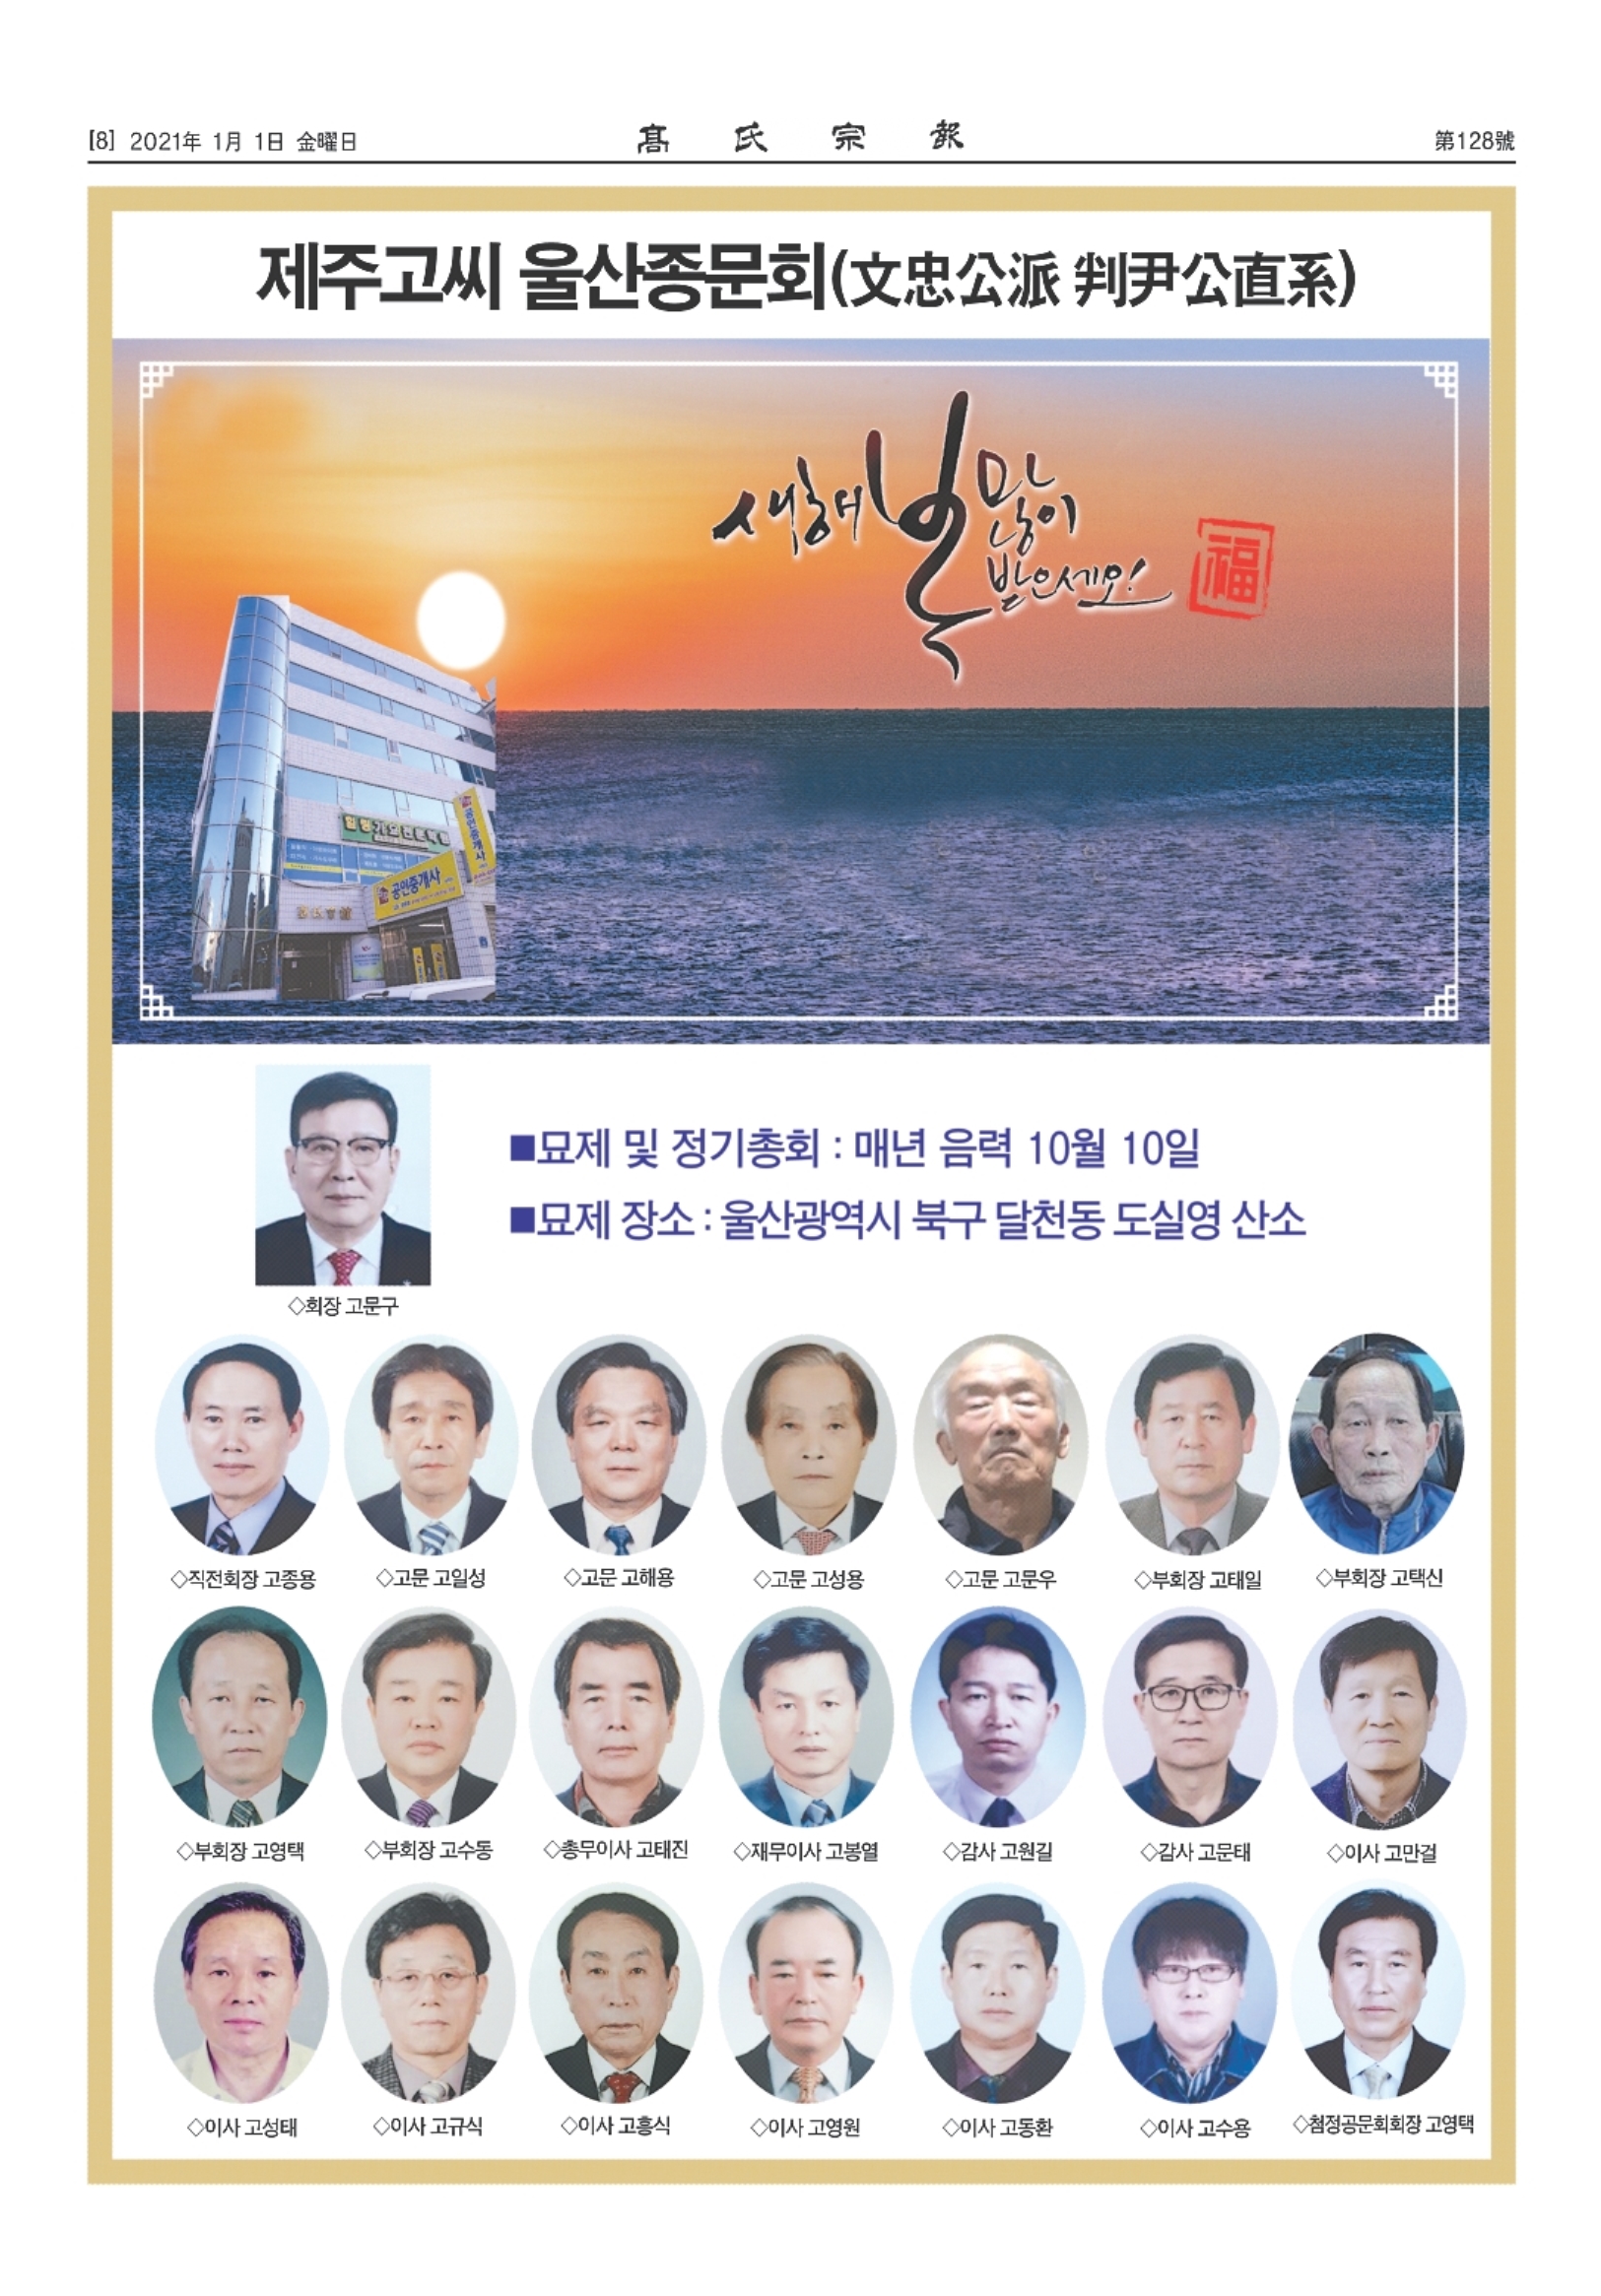 [8] 2021年 1月 1日 金曜日
髙氏宗報
第128號
제주고씨 울산종문회(文忠公派 判尹公直系)
새해 복 많이 받으세요!
福
공인중개사
공인중개사
■묘제 및 정기총회 : 매년 음력 10월 10일
■묘제 장소 : 울산광역시 북구 달천동 도실영 산소
◇회장 고문구
◇직전회장 고종용
◇고문 고일성
◇고문 고해용
◇고문 고성용
◇고문 고문우
◇부회장 고태일
◇부회장 고택신
◇부회장 고영택
◇부회장 고수동
◇총무이사 고태진
◇재무이사 고봉열
◇감사 고원길
◇감사 고문태
◇이사 고만걸
◇이사 고성태
◇이사 고규식
◇이사 고흥식
◇이사 고영원
◇이사 고동환
◇이사 고수용
◇첨정공문회회장 고영택